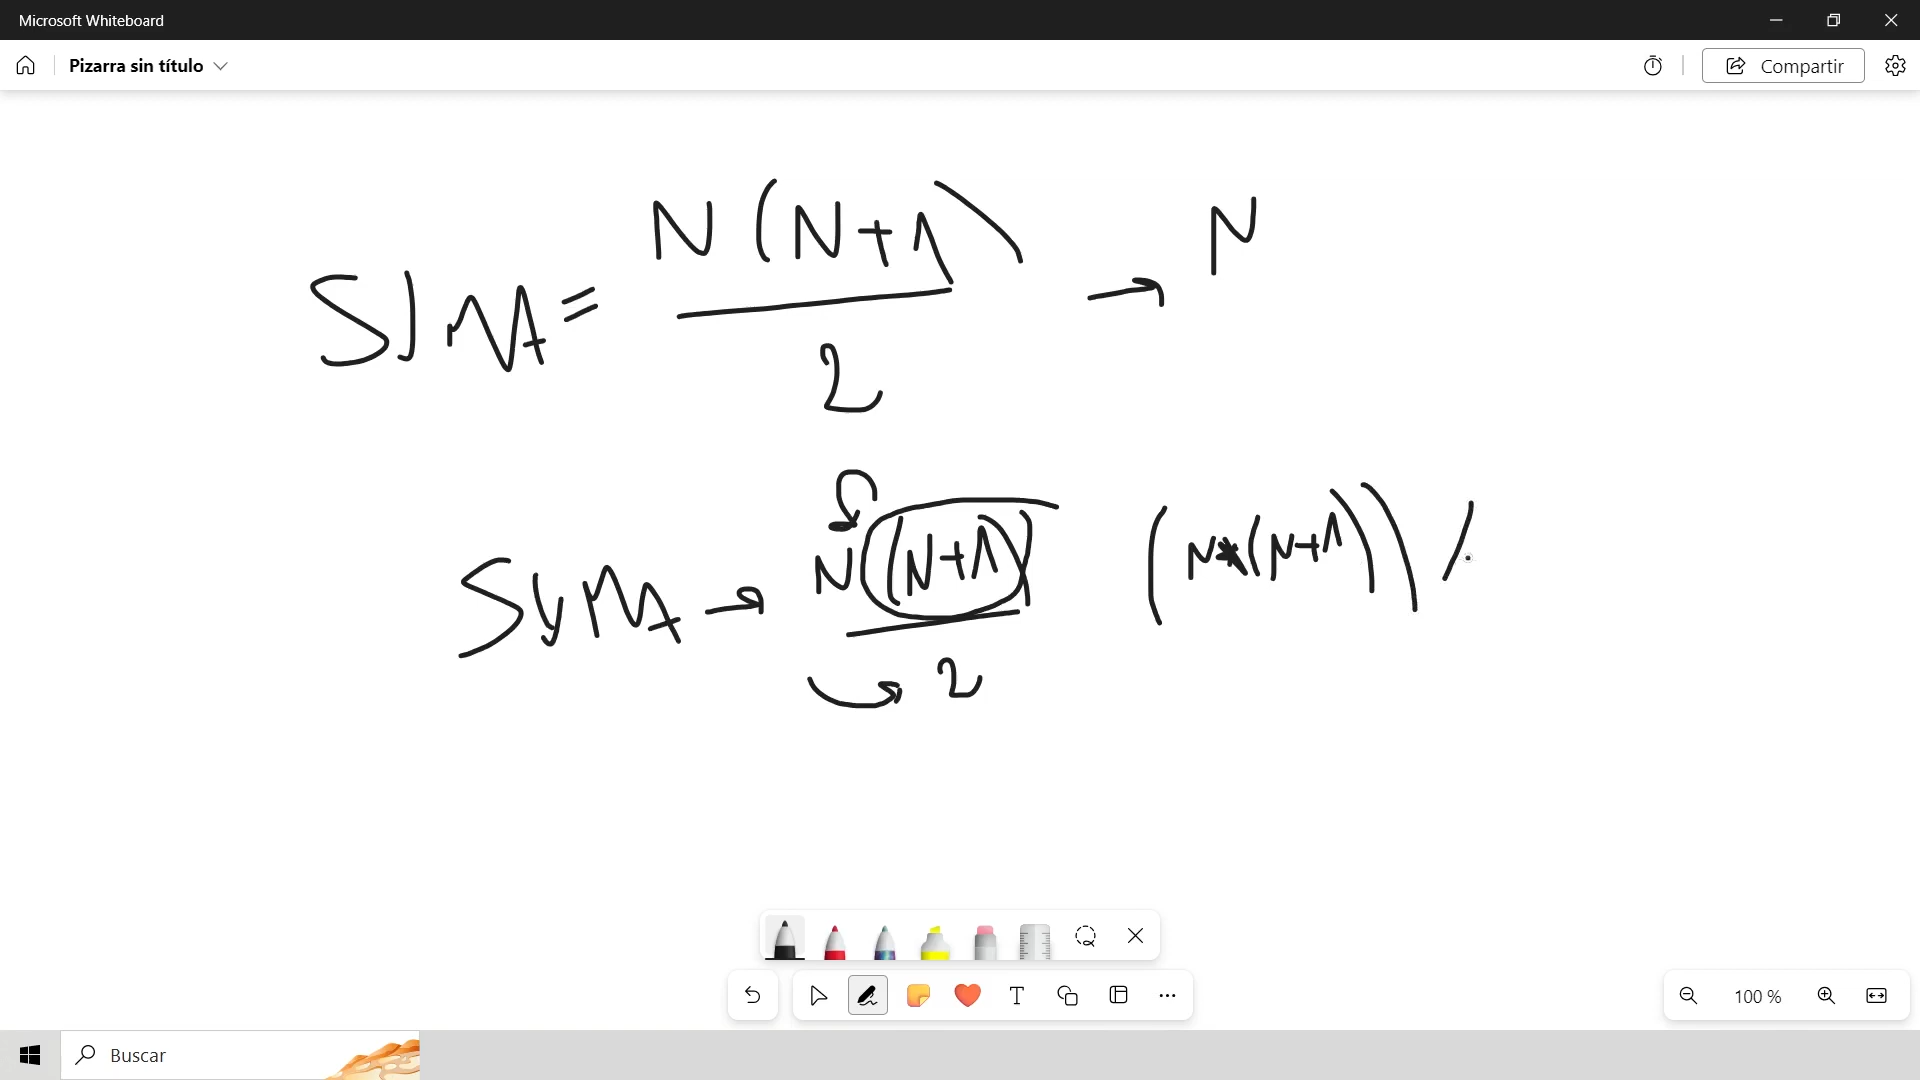 Microsoft Whiteboard
Pizarra sin título
Compartir
SUMA = N(N+1) → N
2
SUMA → N(N+1) (N*(N+1)) /
2
100 %
Buscar